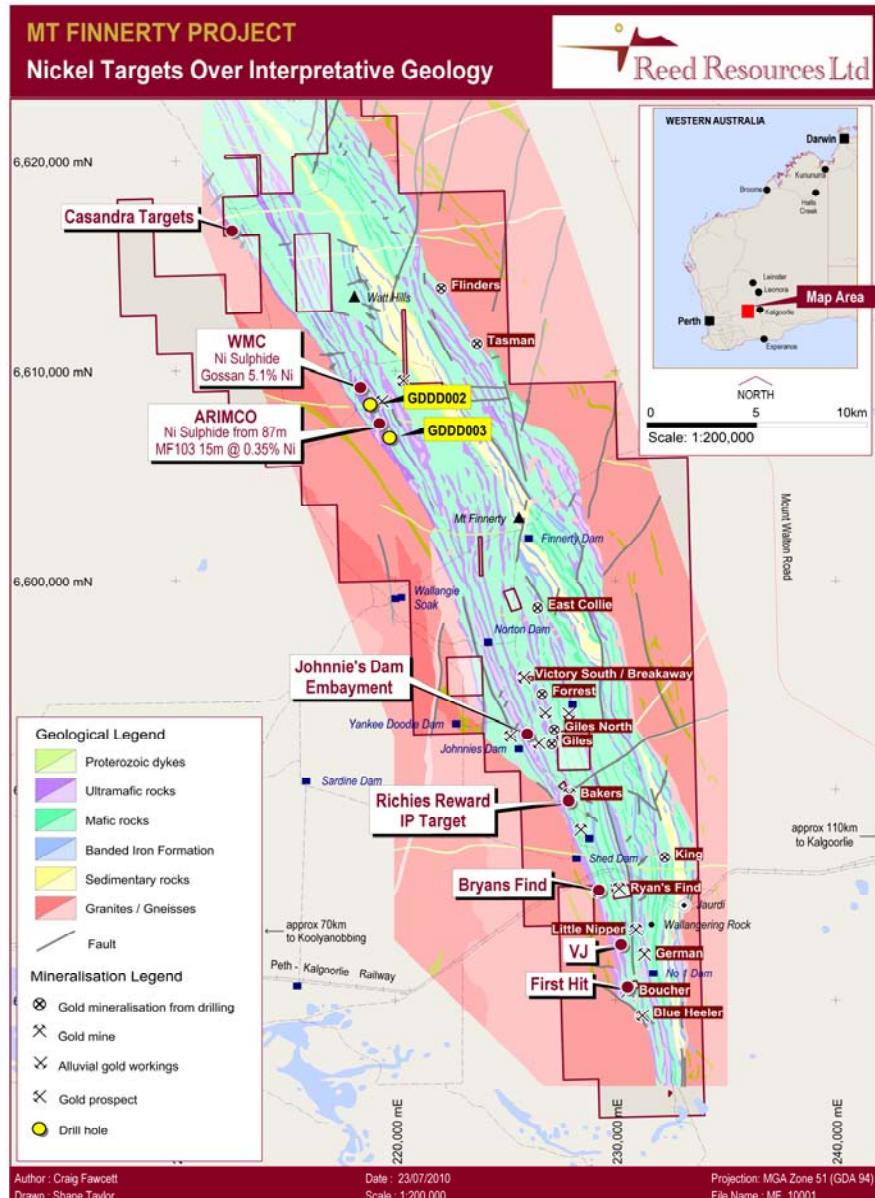 MT FINNERTY PROJECT
Nickel Targets Over Interpretative Geology
Reed Resources Ltd
WESTERN AUSTRALIA
Darwin
Kununurra
Broome
Halls
Creek
Leinster
Leonora
Map Area
Kalgoorlie
Perth
Esperance
NORTH
0 5 10km
Scale: 1:200,000
6,620,000 mN
Casandra Targets
Flinders
Watt Hills
Tasman
WMC
Ni Sulphide
Gossan 5.1% Ni
6,610,000 mN
GDDD002
ARIMCO
Ni Sulphide from 87m
MF103 15m @ 0.35% Ni
GDDD003
Mount Walton Road
Mt Finnerty
Finnerty Dam
6,600,000 mN
Wallangie
Soak
East Collie
Norton Dam
Johnnie's Dam
Embayment
Victory South / Breakaway
Forrest
Yankee Doodle Dam
Giles North
Johnnies Dam
Giles
Sardine Dam
Richies Reward
IP Target
Bakers
approx 110km
to Kalgoorlie
Shed Dam
King
Bryans Find
Ryan's Find
Jaurdi
approx 70km
to Koolyanobbing
Little Nipper
Wallangering Rock
VJ
German
Peth - Kalgnorlie Railway
No 1 Dam
First Hit
Boucher
Blue Heeler
Geological Legend
Proterozoic dykes
Ultramafic rocks
Mafic rocks
Banded Iron Formation
Sedimentary rocks
Granites / Gneisses
Fault
Mineralisation Legend
Gold mineralisation from drilling
Gold mine
Alluvial gold workings
Gold prospect
Drill hole
220,000 mE
230,000 mE
240,000 mE
Author : Craig Fawcett
Date : 23/07/2010
Projection: MGA Zone 51 (GDA 94)
Drawn : Shane Taylor
Scale : 1:200,000
File Name : MF_10001